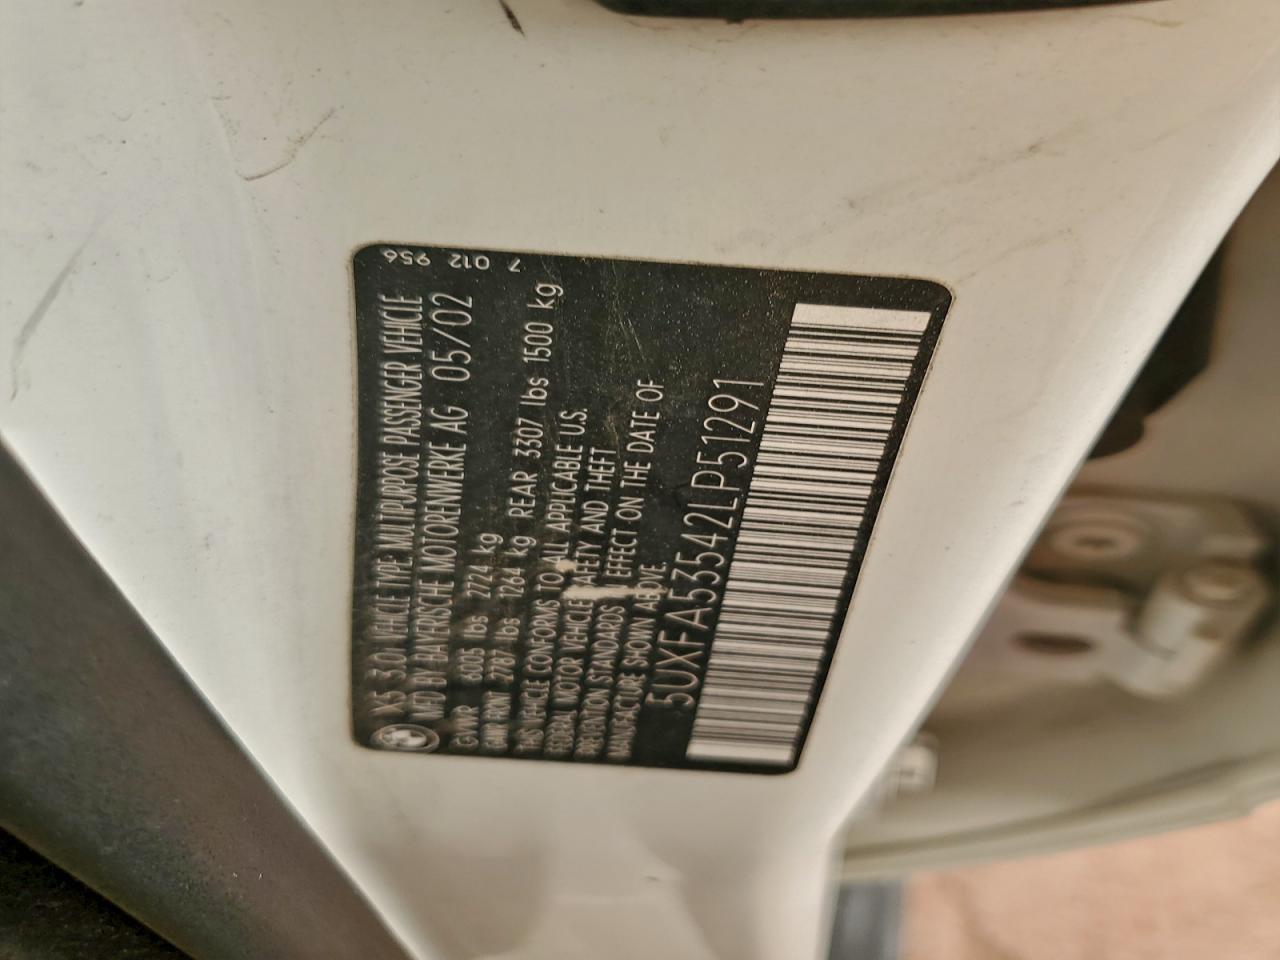 X5 3.0i VEHICLE TYPE MULTIPURPOSE PASSENGER VEHICLE
MFD BY BAYERISCHE MOTORENWERKE AG 05/02
GVWR 6005 lbs 2724 kg
GAWR FRW 2787 lbs 1264 kg REAR 3307 lbs 1500 kg
THIS VEHICLE CONFORMS TO ALL APPLICABLE U.S.
FEDERAL MOTOR VEHICLE SAFETY AND THEFT
PREVENTION STANDARDS EFFECT ON THE DATE OF
MANUFACTURE SHOWN ABOVE.
5UXFA53542LP51291
7 012 956